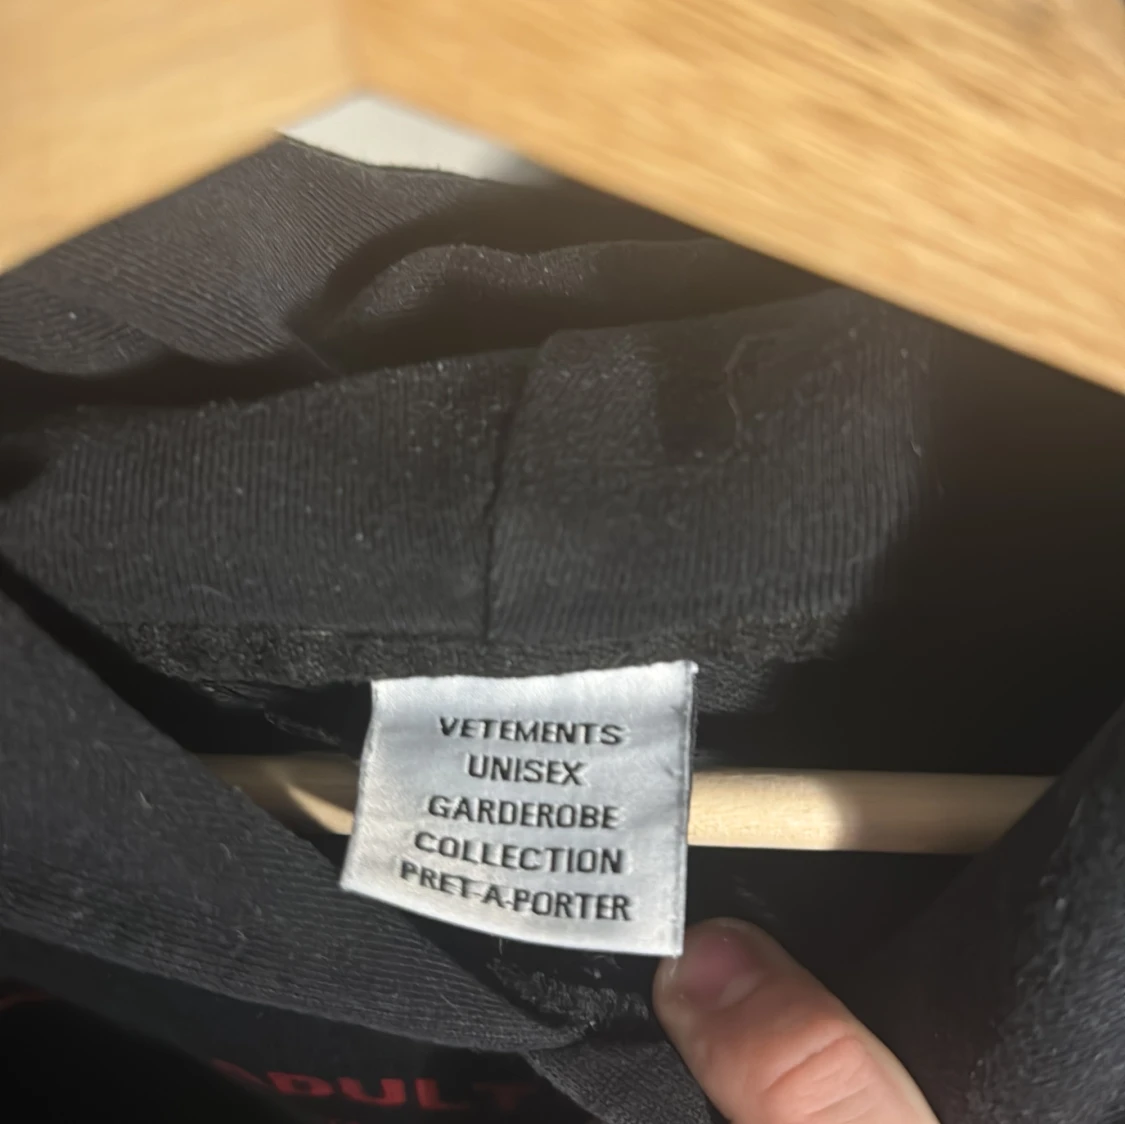 VETEMENTS
UNISEX
GARDEROBE
COLLECTION
PRET-A-PORTER